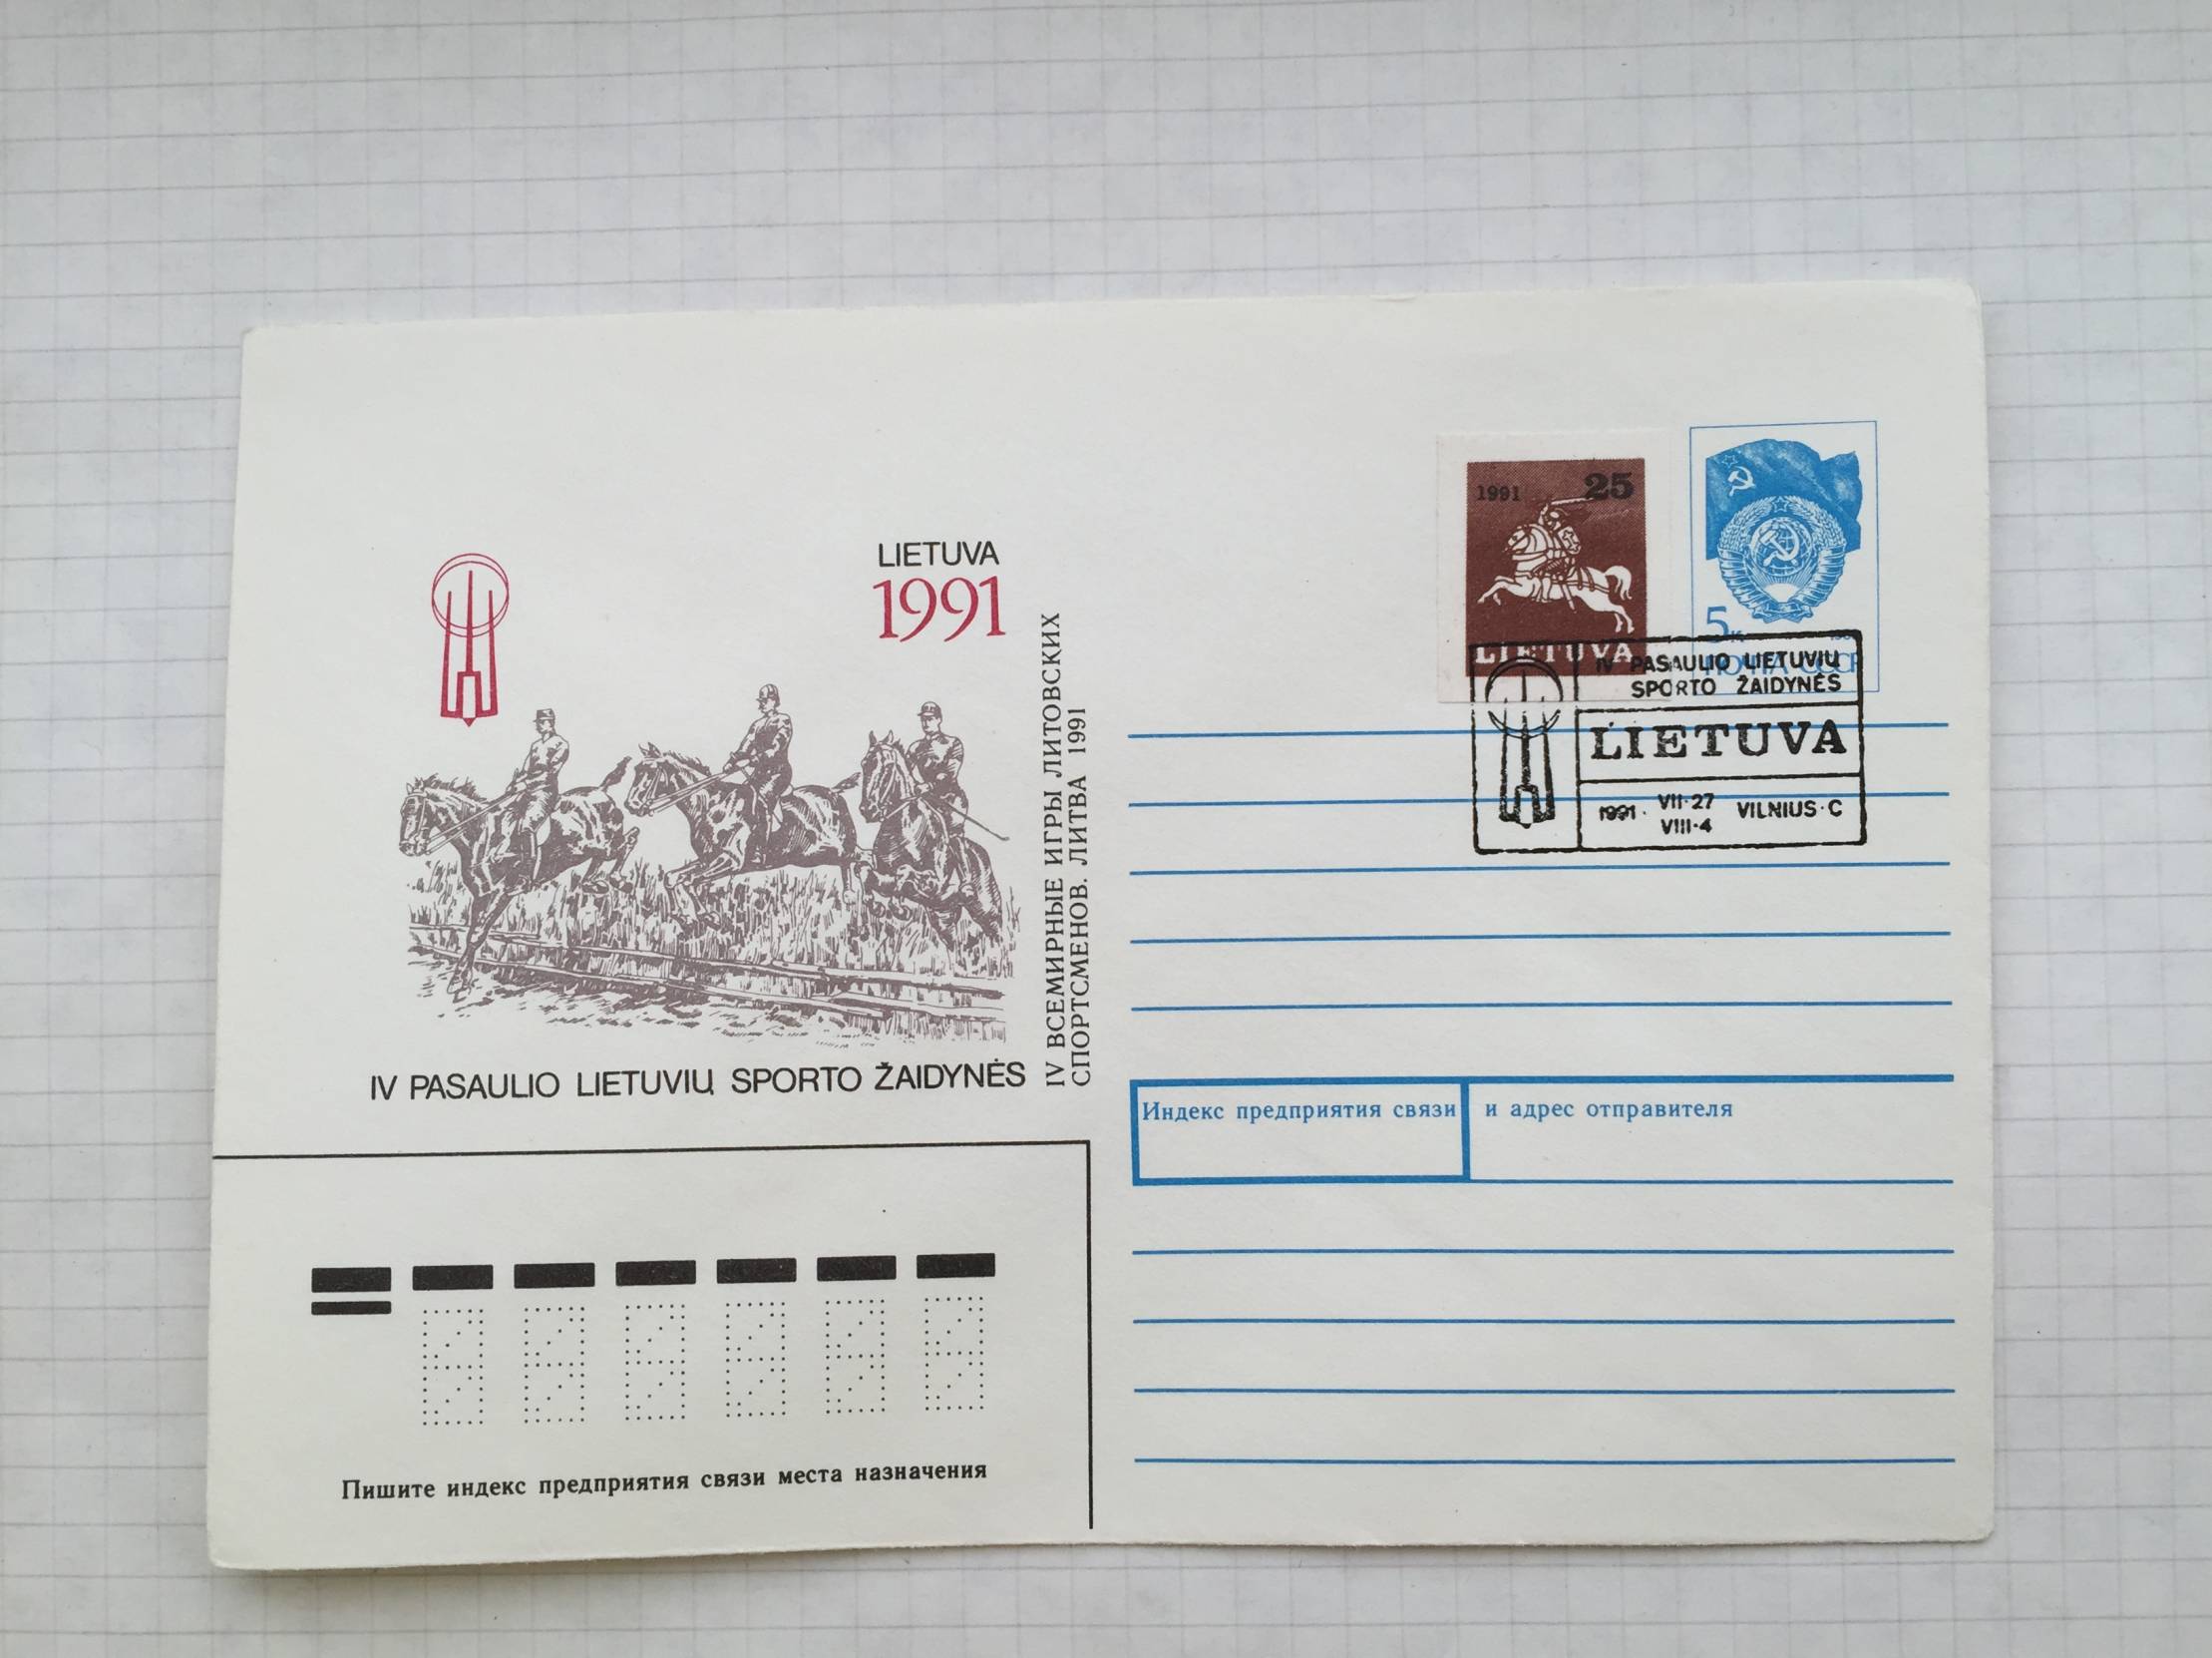 LIETUVA
1991
IV PASAULIO LIETUVIŲ SPORTO ŽAIDYNĖS
IV ВСЕМИРНЫЕ ИГРЫ ЛИТОВСКИХ
СПОРТСМЕНОВ. ЛИТВА 1991
1991 25
LIETUVA
5к
ПОЧТА СССР
IV PASAULIO LIETUVIŲ
SPORTO ŽAIDYNĖS
LIETUVA
1991. VII·27
VIII·4
VILNIUS·C
Индекс предприятия связи и адрес отправителя
Пишите индекс предприятия связи места назначения